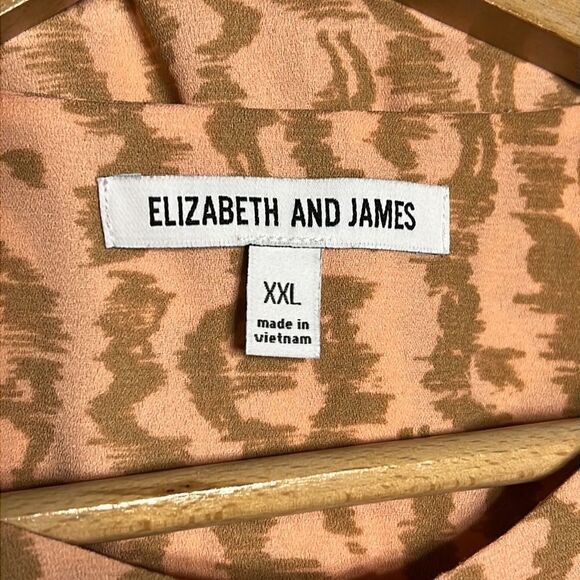 ELIZABETH AND JAMES
XXL
made in
vietnam